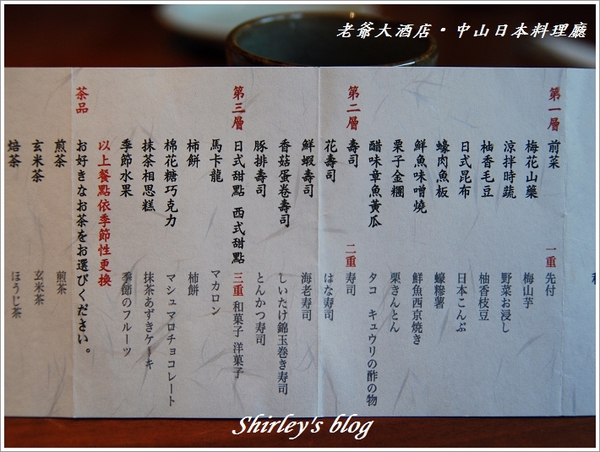 老爺大酒店・中山日本料理廳
第一層 前菜 一重 先付
梅花山藥 梅山芋
涼拌時蔬 野菜お浸し
柚香毛豆 柚香枝豆
日式昆布 日本こんぶ
蠔肉魚板 蠔糝薯
鮮魚味噌燒 鮮魚西京焼き
栗子金糰 栗きんとん
醋味章魚黃瓜 タコ キュウリの酢の物
第二層 壽司 二重 寿司
花壽司 はな寿司
鮮蝦壽司 海老寿司
香菇蛋卷壽司 しいたけ錦玉巻き寿司
豚排壽司 とんかつ寿司
第三層 日式甜點 西式甜點 三重 和菓子 洋菓子
馬卡龍 マカロン
柿餅 柿餅
棉花糖巧克力 マシュマロチョコレート
抹茶相思糕 抹茶あずきケーキ
季節水果 季節のフルーツ
以上餐點依季節性更換
茶品 お好きなお茶をお選びください。
煎茶 煎茶
玄米茶 玄米茶
焙茶 ほうじ茶
Shirley's blog